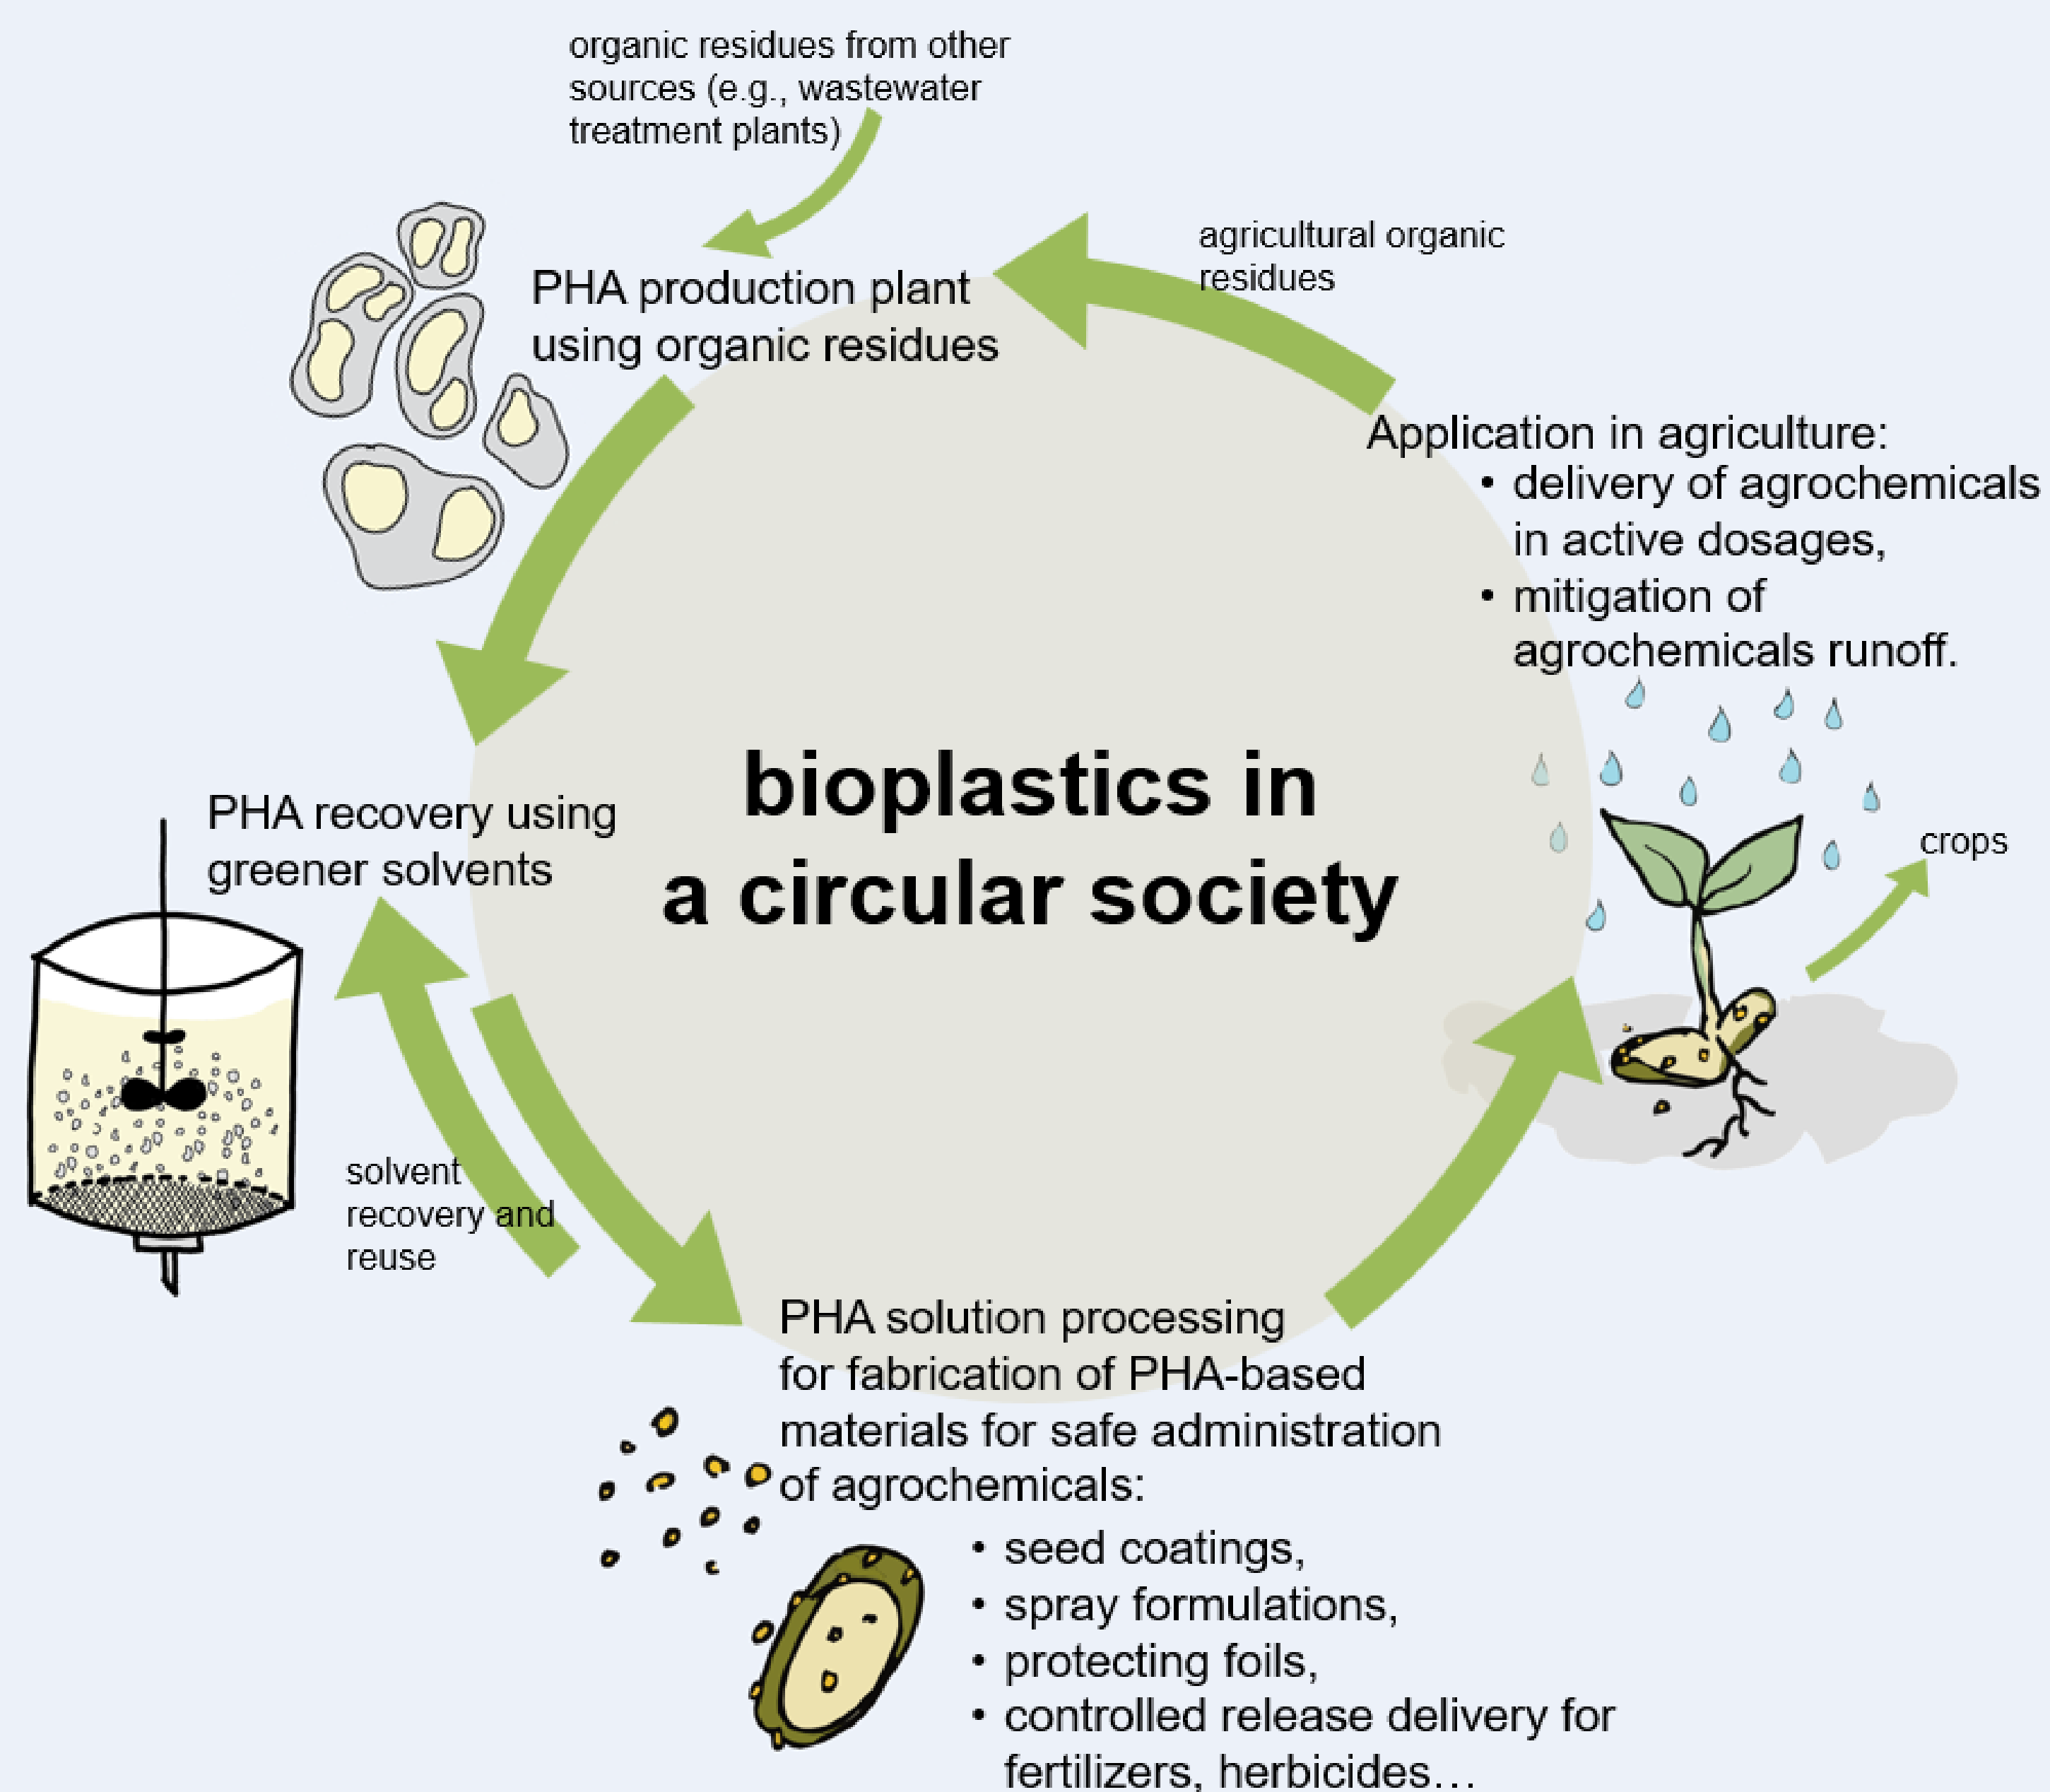 organic residues from other
sources (e.g., wastewater
treatment plants)
agricultural organic
residues
PHA production plant
using organic residues
Application in agriculture:
• delivery of agrochemicals
in active dosages,
• mitigation of
agrochemicals runoff.
bioplastics in
a circular society
PHA recovery using
greener solvents
crops
solvent
recovery and
reuse
PHA solution processing
for fabrication of PHA-based
materials for safe administration
of agrochemicals:
• seed coatings,
• spray formulations,
• protecting foils,
• controlled release delivery for
fertilizers, herbicides…